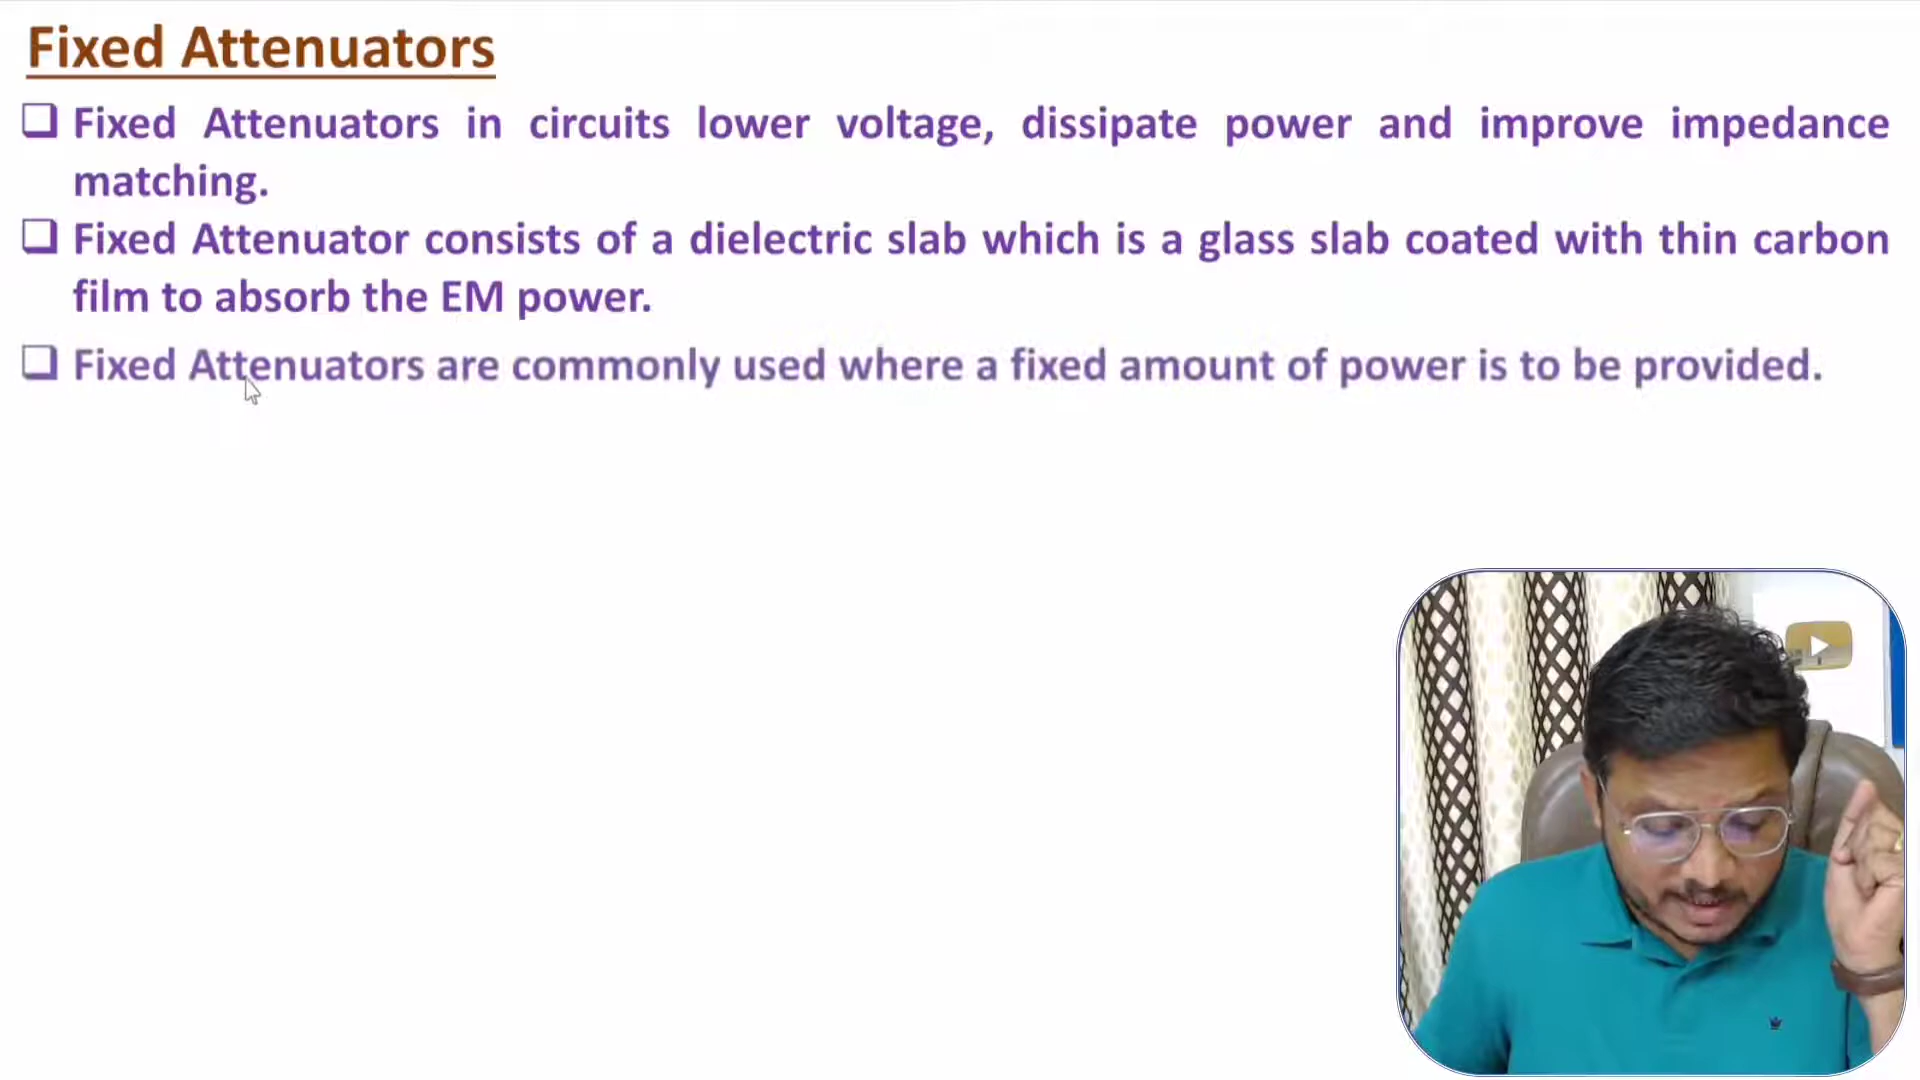 Fixed Attenuators
❑ Fixed Attenuators in circuits lower voltage, dissipate power and improve impedance
matching.
❑ Fixed Attenuator consists of a dielectric slab which is a glass slab coated with thin carbon
film to absorb the EM power.
❑ Fixed Attenuators are commonly used where a fixed amount of power is to be provided.